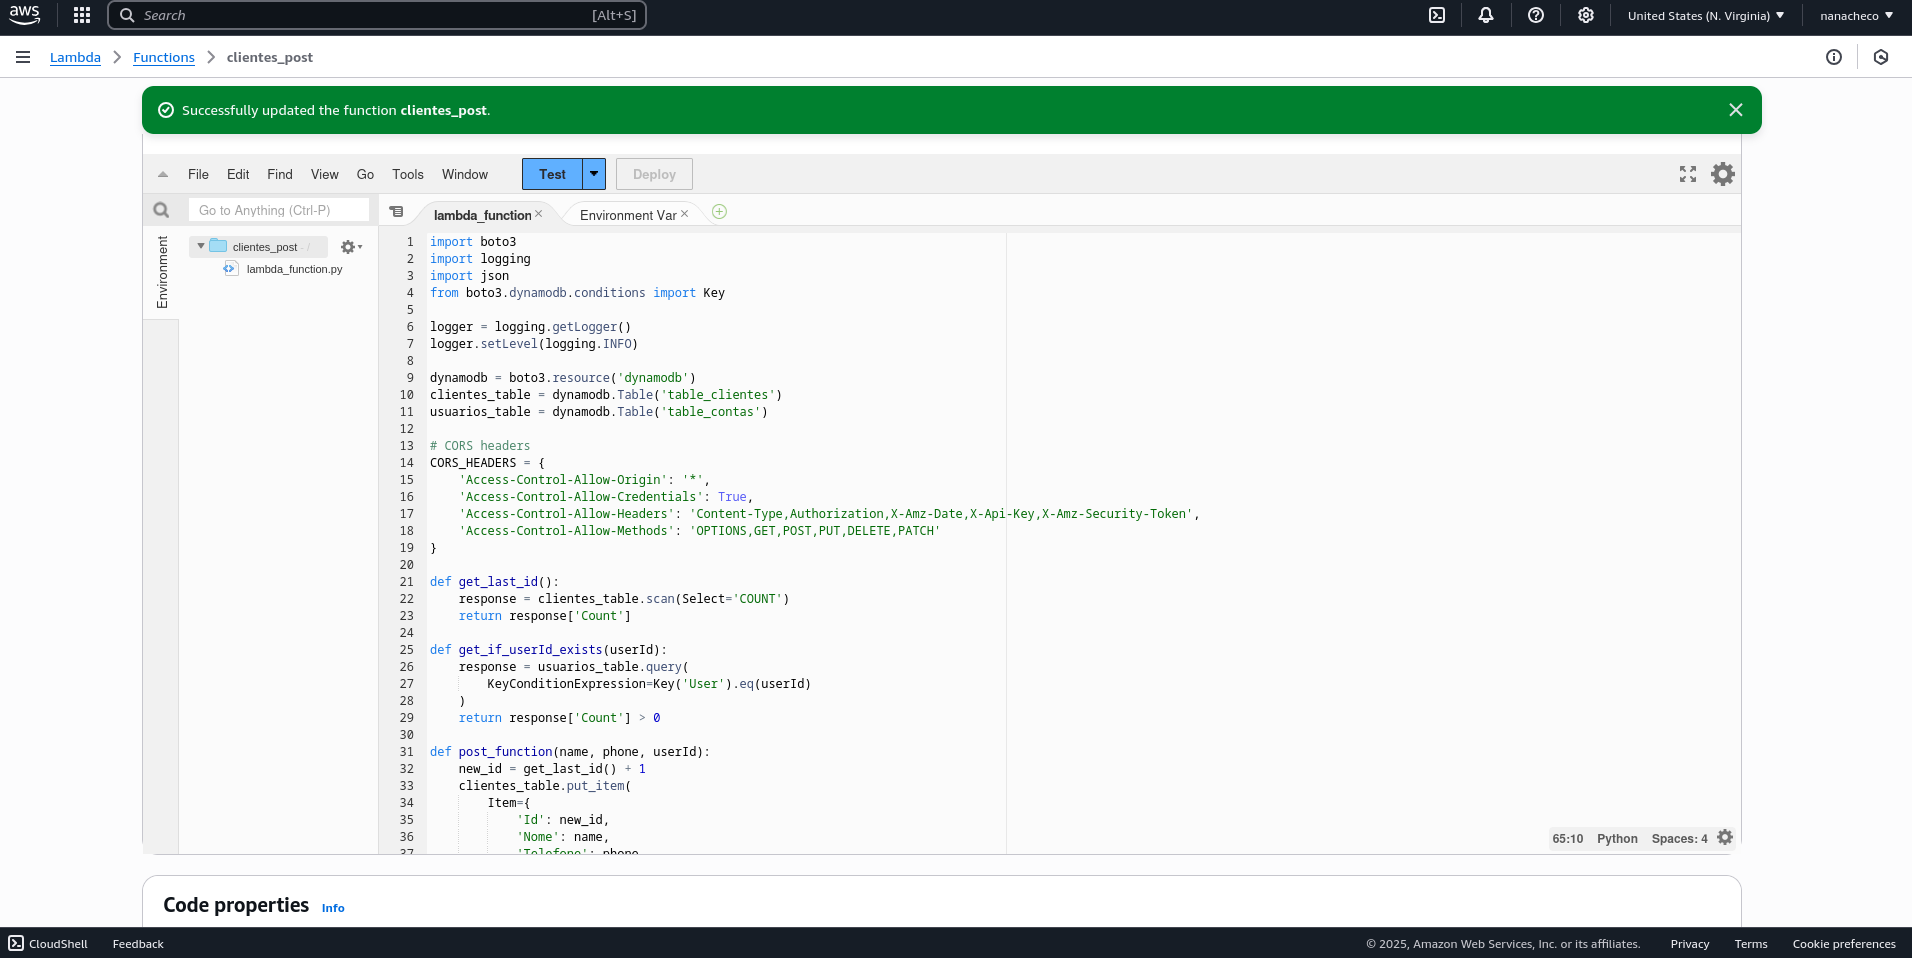 aws
Search [Alt+S] United States (N. Virginia) nanacheco
Lambda Functions clientes_post
Successfully updated the function clientes_post.
File Edit Find View Go Tools Window Test Deploy
Go to Anything (Ctrl-P)
lambda_function Environment Var
Environment
clientes_post - /
lambda_function.py
1 import boto3
2 import logging
3 import json
4 from boto3.dynamodb.conditions import Key
5
6 logger = logging.getLogger()
7 logger.setLevel(logging.INFO)
8
9 dynamodb = boto3.resource('dynamodb')
10 clientes_table = dynamodb.Table('table_clientes')
11 usuarios_table = dynamodb.Table('table_contas')
12
13 # CORS headers
14 CORS_HEADERS = {
15     'Access-Control-Allow-Origin': '*',
16     'Access-Control-Allow-Credentials': True,
17     'Access-Control-Allow-Headers': 'Content-Type,Authorization,X-Amz-Date,X-Api-Key,X-Amz-Security-Token',
18     'Access-Control-Allow-Methods': 'OPTIONS,GET,POST,PUT,DELETE,PATCH'
19 }
20
21 def get_last_id():
22     response = clientes_table.scan(Select='COUNT')
23     return response['Count']
24
25 def get_if_userId_exists(userId):
26     response = usuarios_table.query(
27         KeyConditionExpression=Key('User').eq(userId)
28     )
29     return response['Count'] > 0
30
31 def post_function(name, phone, userId):
32     new_id = get_last_id() + 1
33     clientes_table.put_item(
34         Item={
35             'Id': new_id,
36             'Nome': name,
37             'Telefone': phone
65:10 Python Spaces: 4
Code properties Info
CloudShell Feedback © 2025, Amazon Web Services, Inc. or its affiliates. Privacy Terms Cookie preferences